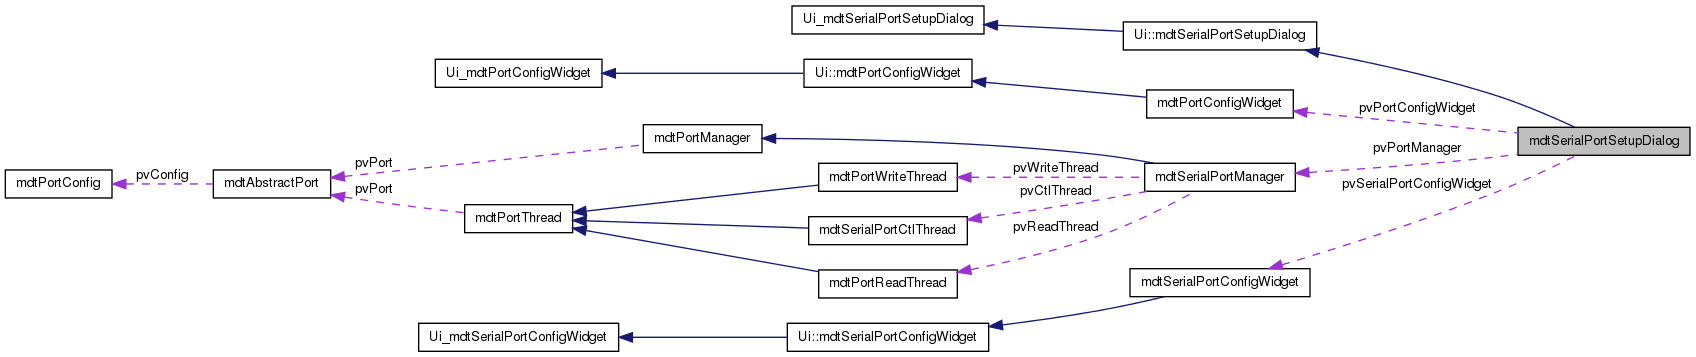 Ui_mdtSerialPortSetupDialog
Ui::mdtSerialPortSetupDialog
Ui_mdtPortConfigWidget
Ui::mdtPortConfigWidget
mdtPortConfigWidget
pvPortConfigWidget
mdtPortManager
mdtSerialPortSetupDialog
pvPortManager
pvPort
pvWriteThread
mdtPortConfig
pvConfig
mdtAbstractPort
pvPort
mdtPortWriteThread
mdtSerialPortManager
pvSerialPortConfigWidget
pvCtlThread
mdtPortThread
mdtSerialPortCtlThread
pvReadThread
mdtPortReadThread
mdtSerialPortConfigWidget
Ui_mdtSerialPortConfigWidget
Ui::mdtSerialPortConfigWidget